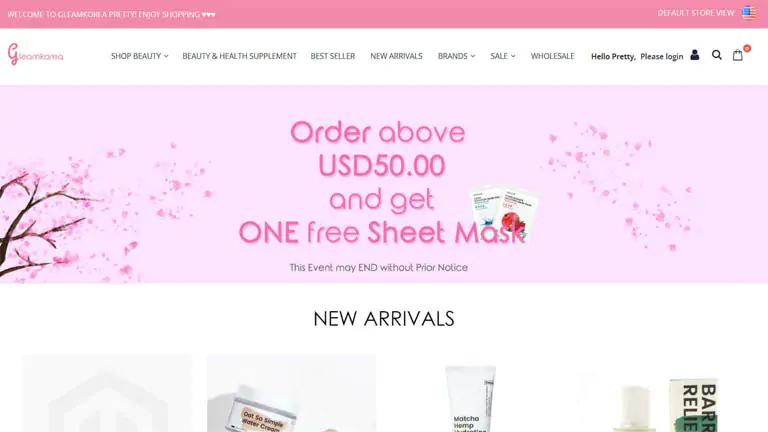 WELCOME TO GLEAMKOREA PRETTY! ENJOY SHOPPING ♥♥♥
DEFAULT STORE VIEW
Gleamkorea
SHOP BEAUTY
BEAUTY & HEALTH SUPPLEMENT
BEST SELLER
NEW ARRIVALS
BRANDS
SALE
WHOLESALE
Hello Pretty, Please login
0
Order above
USD50.00
and get
ONE free Sheet Mask
This Event may END without Prior Notice
NEW ARRIVALS
Oat So Simple
Water Cream
Matcha
Hemp
Hydrating
BARR
RELIE